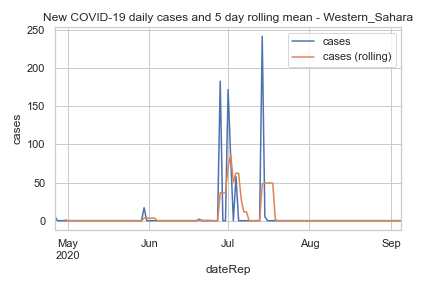 New COVID-19 daily cases and 5 day rolling mean - Western_Sahara
250
200
150
100
50
0
cases
cases
cases (rolling)
May
2020
Jun
Jul
Aug
Sep
dateRep